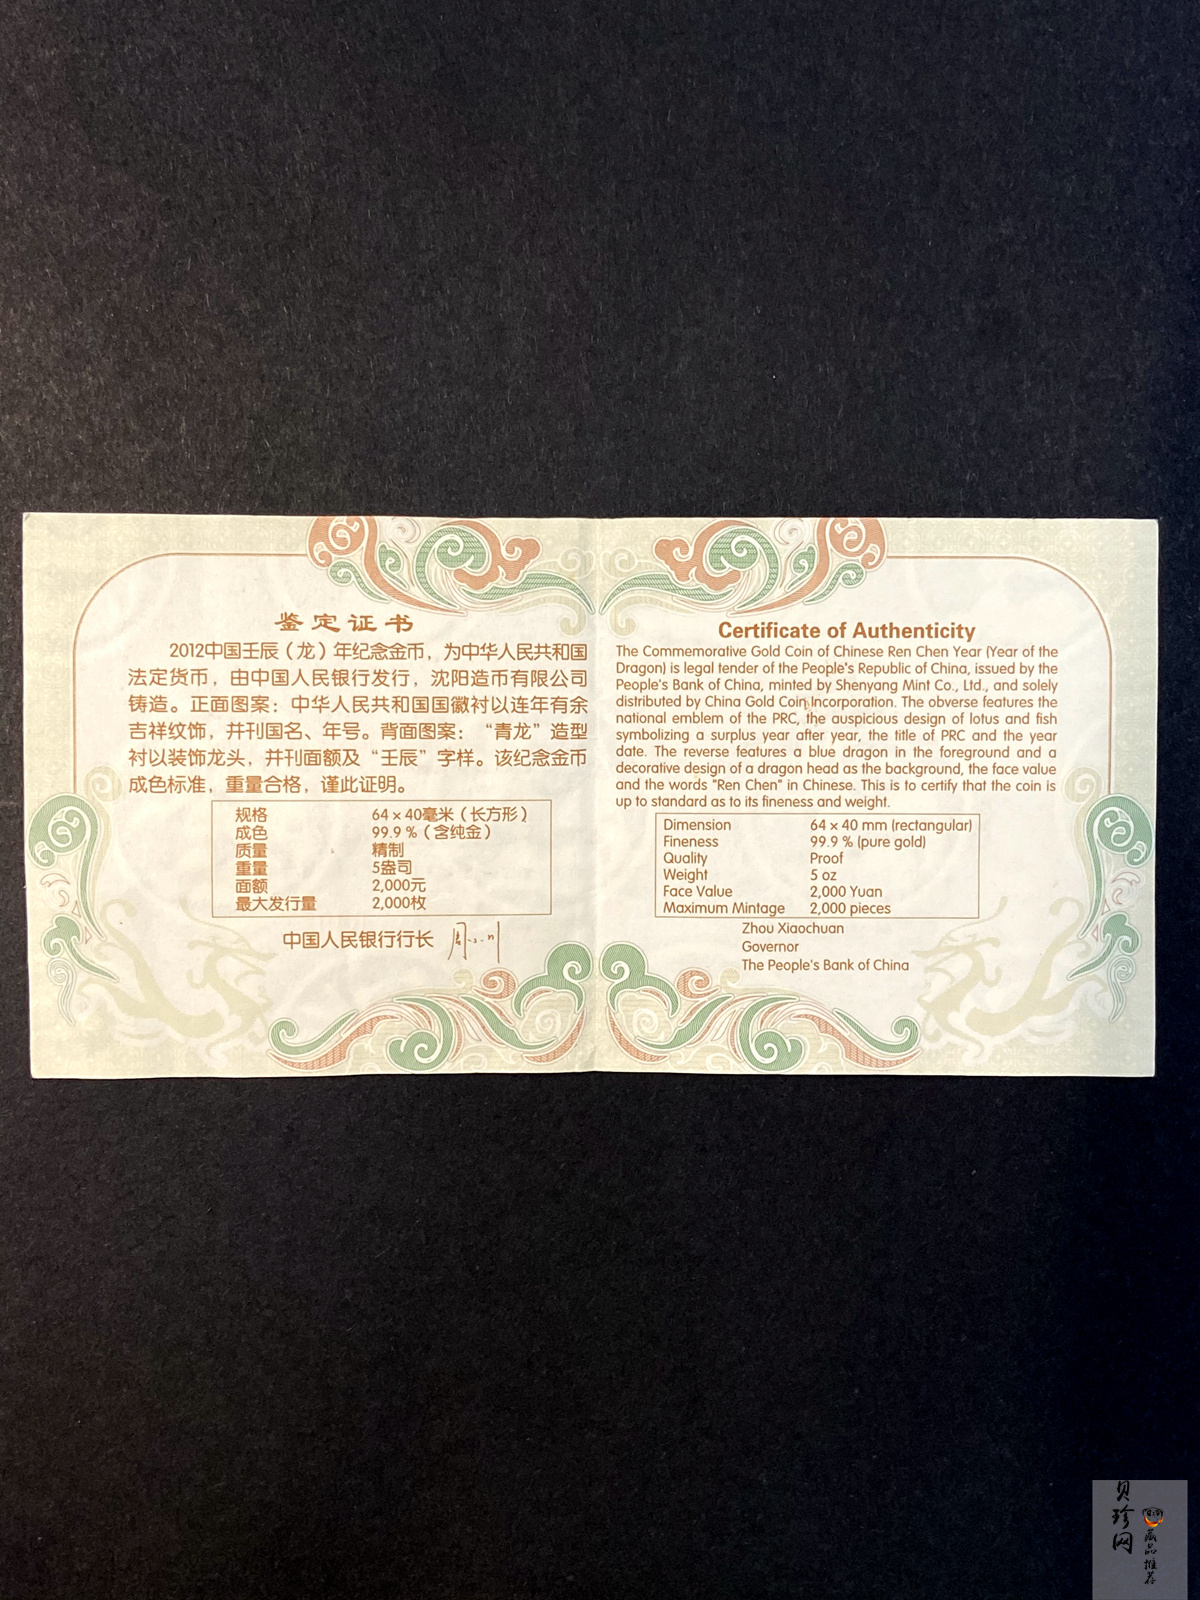 鉴定证书
2012中国壬辰（龙）年纪念金币，为中华人民共和国
法定货币，由中国人民银行发行，沈阳造币有限公司
铸造。正面图案：中华人民共和国国徽衬以连年有余
吉祥纹饰，并刊国名、年号。背面图案：“青龙”造型
衬以装饰龙头，并刊面额及“壬辰”字样。该纪念金币
成色标准，重量合格，谨此证明。
规格 64×40毫米（长方形）
成色 99.9％（含纯金）
质量 精制
重量 5盎司
面额 2,000元
最大发行量 2,000枚
中国人民银行行长
Certificate of Authenticity
The Commemorative Gold Coin of Chinese Ren Chen Year (Year of the
Dragon) is legal tender of the People's Republic of China, issued by the
People's Bank of China, minted by Shenyang Mint Co., Ltd., and solely
distributed by China Gold Coin Incorporation. The obverse features the
national emblem of the PRC, the auspicious design of lotus and fish
symbolizing a surplus year after year, the title of PRC and the year
date. The reverse features a blue dragon in the foreground and a
decorative design of a dragon head as the background, the face value
and the words "Ren Chen" in Chinese. This is to certify that the coin is
up to standard as to its fineness and weight.
Dimension 64 × 40 mm (rectangular)
Fineness 99.9 % (pure gold)
Quality Proof
Weight 5 oz
Face Value 2,000 Yuan
Maximum Mintage 2,000 pieces
Zhou Xiaochuan
Governor
The People's Bank of China
贝珍网
藏品推荐